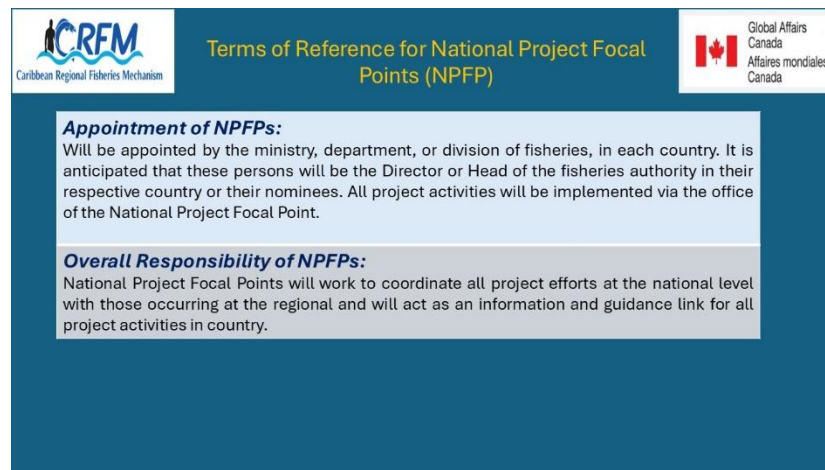 CRFM
Caribbean Regional Fisheries Mechanism
Terms of Reference for National Project Focal
Points (NPFP)
Global Affairs
Canada
Affaires mondiales
Canada
Appointment of NPFPs:
Will be appointed by the ministry, department, or division of fisheries, in each country. It is
anticipated that these persons will be the Director or Head of the fisheries authority in their
respective country or their nominees. All project activities will be implemented via the office
of the National Project Focal Point.
Overall Responsibility of NPFPs:
National Project Focal Points will work to coordinate all project efforts at the national level
with those occurring at the regional and will act as an information and guidance link for all
project activities in country.